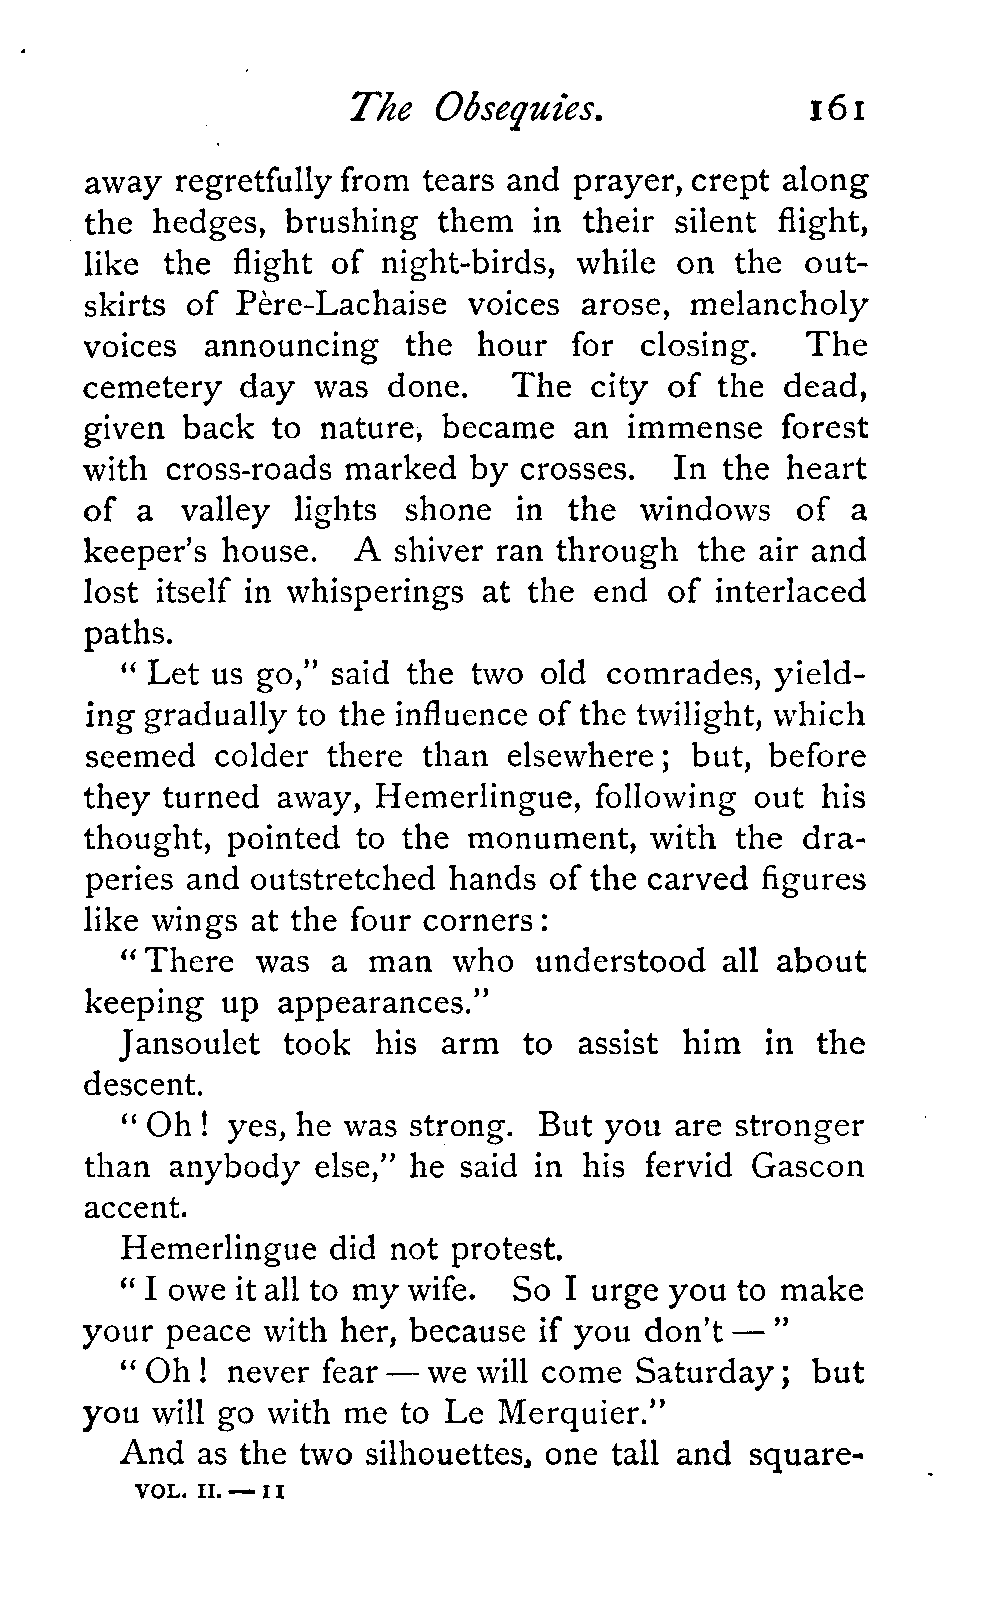 The Obsequies. 161
away regretfully from tears and prayer, crept along
the hedges, brushing them in their silent flight,
like the flight of night-birds, while on the out-
skirts of Père-Lachaise voices arose, melancholy
voices announcing the hour for closing. The
cemetery day was done. The city of the dead,
given back to nature, became an immense forest
with cross-roads marked by crosses. In the heart
of a valley lights shone in the windows of a
keeper's house. A shiver ran through the air and
lost itself in whisperings at the end of interlaced
paths.
"Let us go," said the two old comrades, yield-
ing gradually to the influence of the twilight, which
seemed colder there than elsewhere; but, before
they turned away, Hemerlingue, following out his
thought, pointed to the monument, with the dra-
peries and outstretched hands of the carved figures
like wings at the four corners:
"There was a man who understood all about
keeping up appearances."
Jansoulet took his arm to assist him in the
descent.
"Oh! yes, he was strong. But you are stronger
than anybody else," he said in his fervid Gascon
accent.
Hemerlingue did not protest.
"I owe it all to my wife. So I urge you to make
your peace with her, because if you don't — "
"Oh! never fear — we will come Saturday; but
you will go with me to Le Merquier."
And as the two silhouettes, one tall and square-
VOL. II. — 11